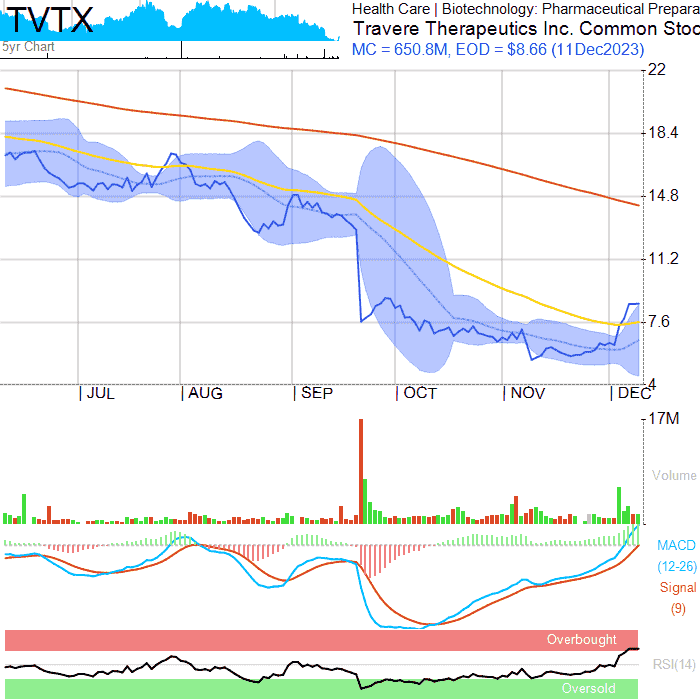 TVTX
5yr Chart
Health Care | Biotechnology: Pharmaceutical Prepara
Travere Therapeutics Inc. Common Stoc
MC = 650.8M, EOD = $8.66 (11Dec2023)
22
18.4
14.8
11.2
7.6
4
JUL AUG SEP OCT NOV DEC
17M
Volume
MACD
(12-26)
Signal
(9)
Overbought
RSI(14)
Oversold